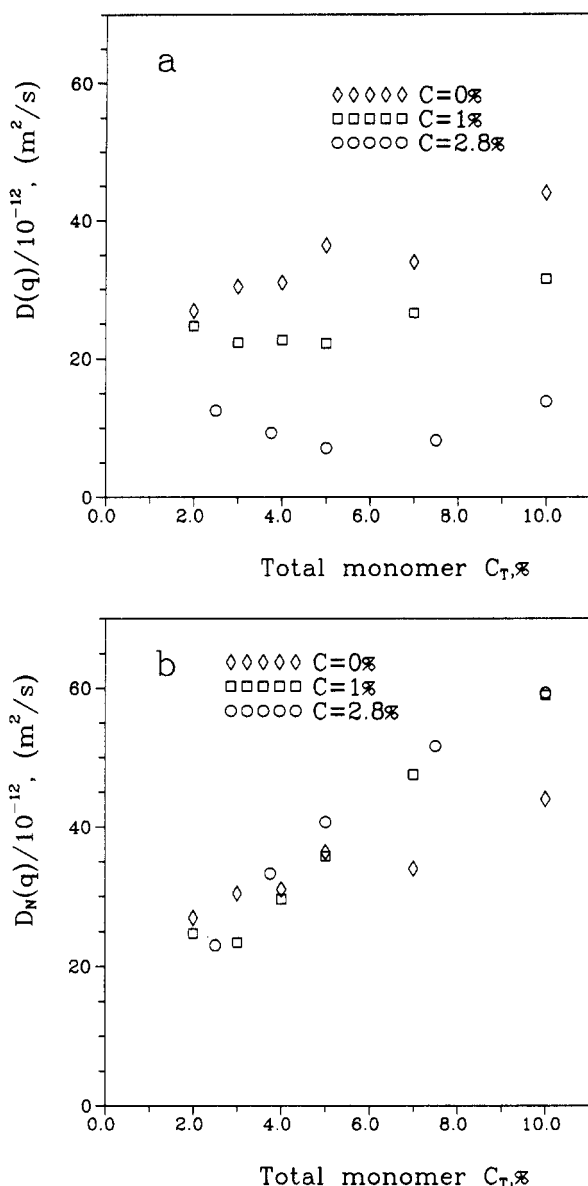 a
C=0%
C=1%
C=2.8%
60
40
20
0
D(q)/10⁻¹², (m²/s)
0.0 2.0 4.0 6.0 8.0 10.0
Total monomer C_T,%
b
C=0%
C=1%
C=2.8%
60
40
20
0
D_N(q)/10⁻¹², (m²/s)
0.0 2.0 4.0 6.0 8.0 10.0
Total monomer C_T,%